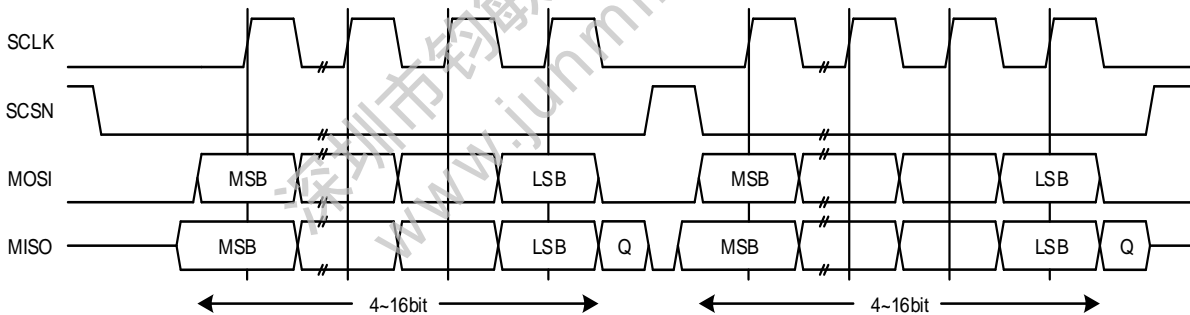 SCLK
SCSN
MOSI MSB LSB MSB LSB
MISO MSB LSB Q MSB LSB Q
4~16bit 4~16bit
深圳市钧敏
www.junm